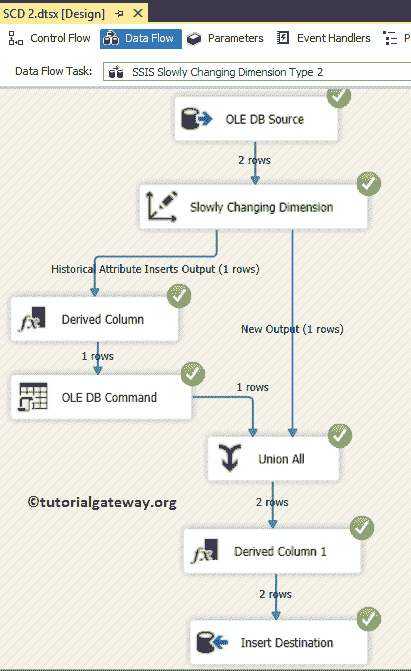 SCD 2.dtsx [Design]
Control Flow Data Flow Parameters Event Handlers
Data Flow Task: SSIS Slowly Changing Dimension Type 2
OLE DB Source
2 rows
Slowly Changing Dimension
Historical Attribute Inserts Output (1 rows)
Derived Column
New Output (1 rows)
1 rows
OLE DB Command
1 rows
Union All
©tutorialgateway.org
2 rows
Derived Column 1
2 rows
Insert Destination